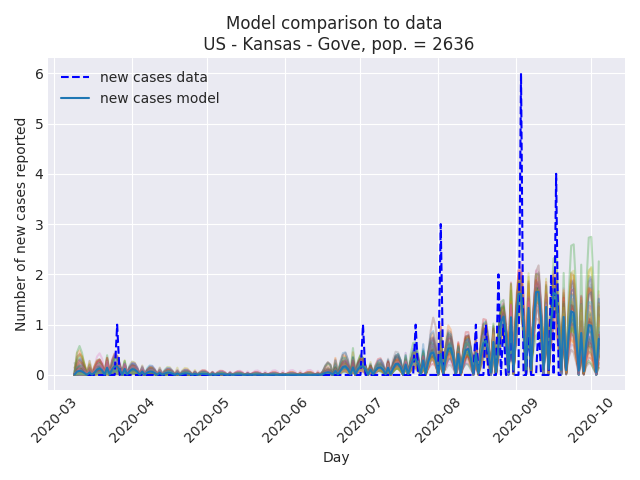 Model comparison to data
US - Kansas - Gove, pop. = 2636
6
5
4
3
2
1
0
Number of new cases reported
new cases data
new cases model
2020-03
2020-04
2020-05
2020-06
2020-07
2020-08
2020-09
2020-10
Day